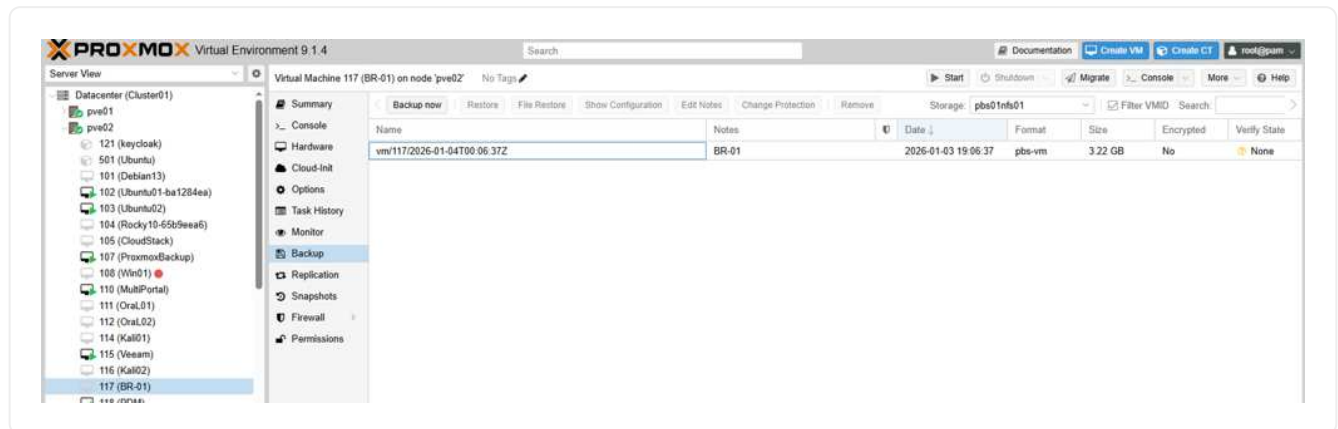 PROXMOX Virtual Environment 9.1.4 Search Documentation Create VM Create CT root@pam
Server View
Virtual Machine 117 (BR-01) on node 'pve02' No Tags Start Shutdown Migrate Console More Help
Datacenter (Cluster01)
pve01
pve02
121 (keycloak)
501 (Ubuntu)
101 (Debian13)
102 (Ubuntu01-ba1284ea)
103 (Ubuntu02)
104 (Rocky10-65b9eea6)
105 (CloudStack)
107 (ProxmoxBackup)
108 (Win01)
110 (MultiPortal)
111 (OraL01)
112 (OraL02)
114 (Kali01)
115 (Veeam)
116 (Kali02)
117 (BR-01)
118 (PDM)
Summary
Console
Hardware
Cloud-Init
Options
Task History
Monitor
Backup
Replication
Snapshots
Firewall
Permissions
Backup now Restore File Restore Show Configuration Edit Notes Change Protection Remove Storage: pbs01nfs01 Filter VMID Search:
Name Notes Date Format Size Encrypted Verify State
vm/117/2026-01-04T00:06:37Z BR-01 2026-01-03 19:06:37 pbs-vm 3.22 GB No None